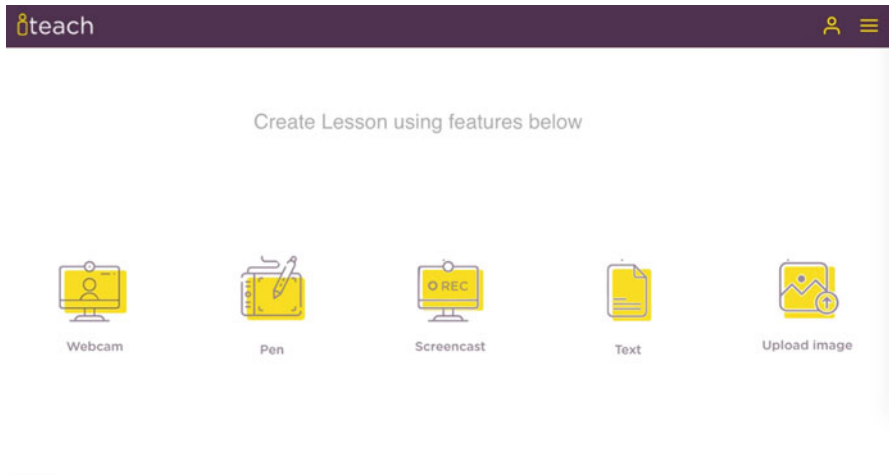 iteach
Create Lesson using features below
REC
Webcam
Pen
Screencast
Text
Upload image